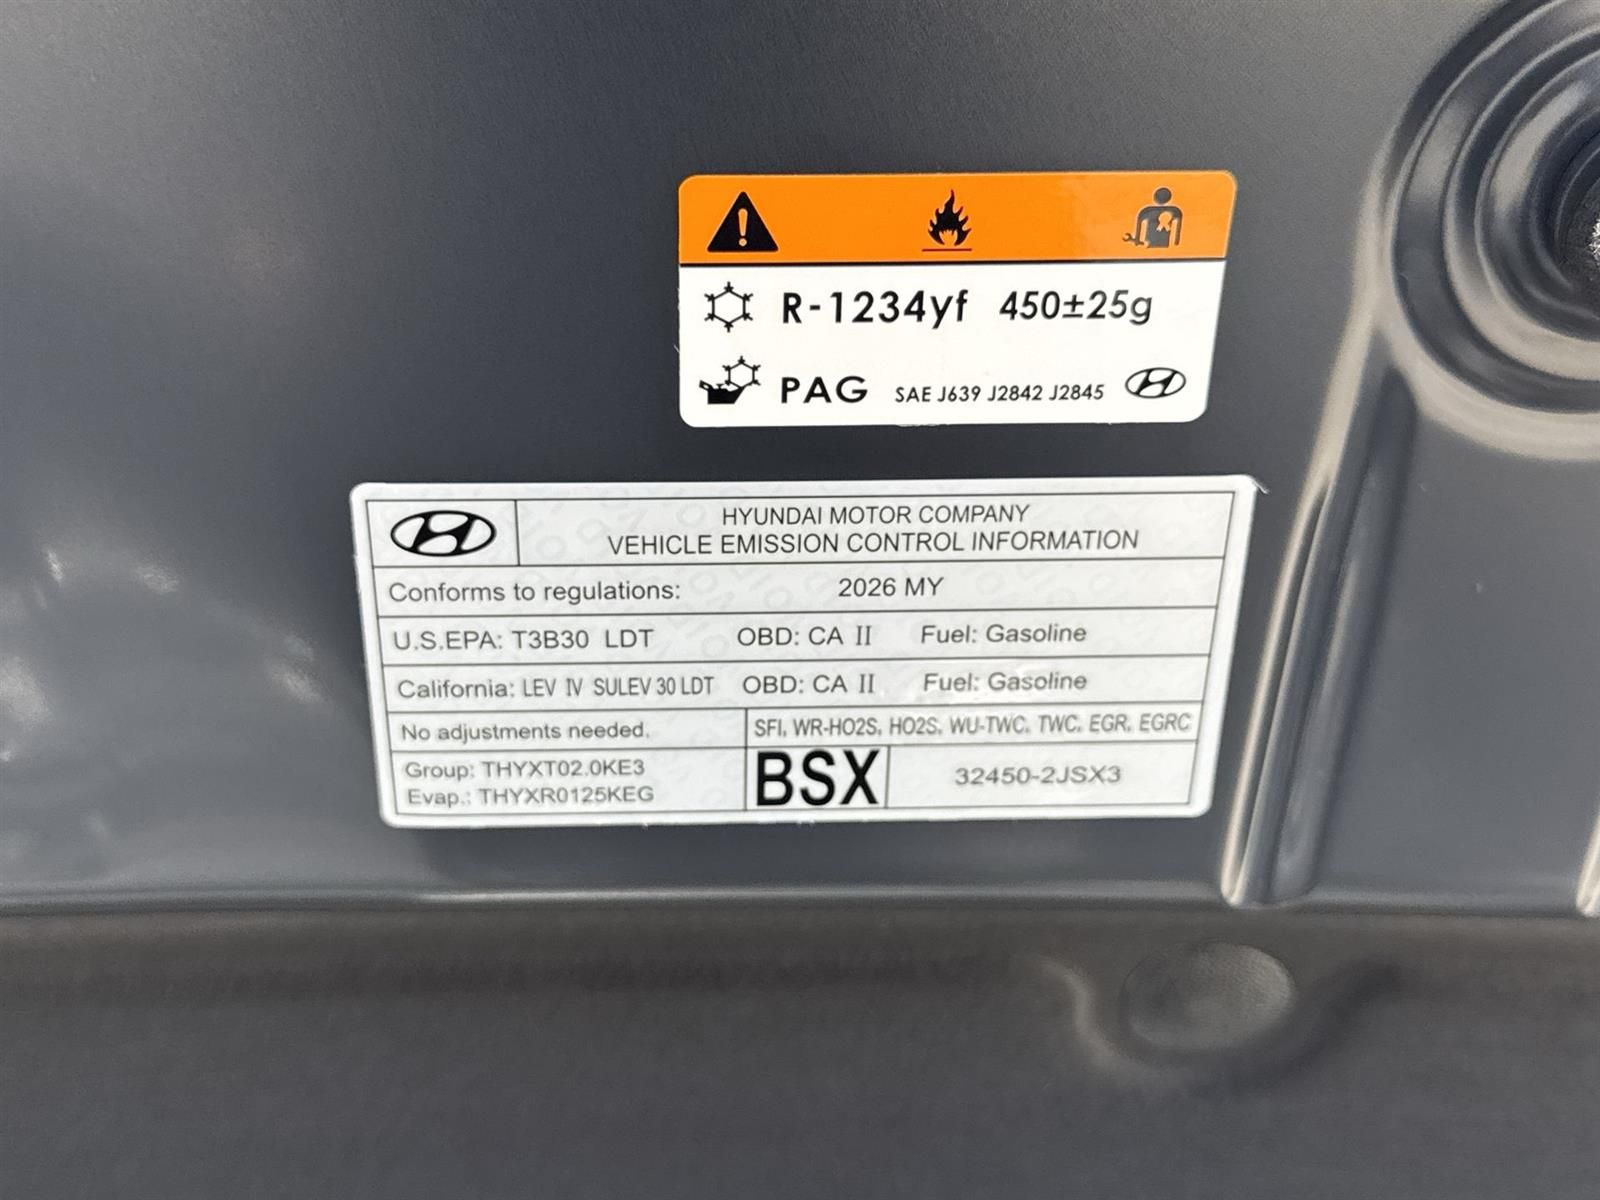 R-1234yf 450±25g
PAG SAE J639 J2842 J2845
HYUNDAI MOTOR COMPANY
VEHICLE EMISSION CONTROL INFORMATION
Conforms to regulations: 2026 MY
U.S.EPA: T3B30 LDT OBD: CA II Fuel: Gasoline
California: LEV IV SULEV 30 LDT OBD: CA II Fuel: Gasoline
No adjustments needed. SFI, WR-HO2S, HO2S, WU-TWC, TWC, EGR, EGRC
Group: THYXT02.0KE3
Evap.: THYXR0125KEG
BSX 32450-2JSX3